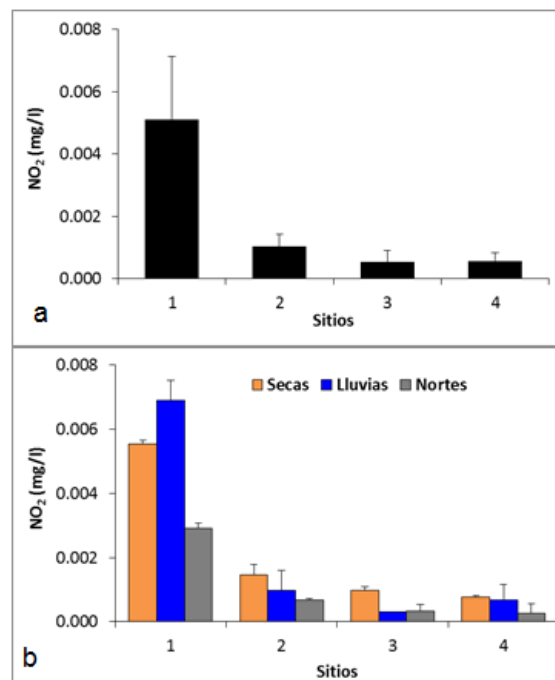 0.008
0.006
0.004
0.002
0.000
NO₂ (mg/l)
1 2 3 4
Sitios
a
0.008
0.006
0.004
0.002
0.000
NO₂ (mg/l)
Secas Lluvias Nortes
1 2 3 4
Sitios
b